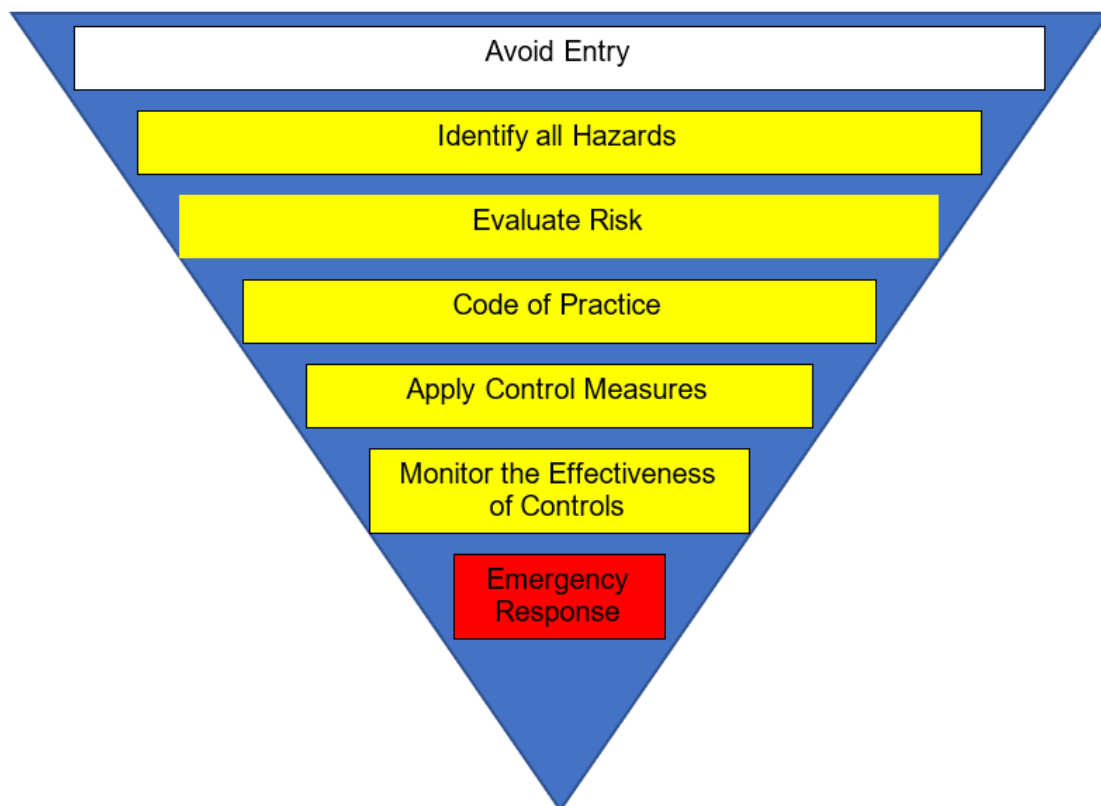 Avoid Entry
Identify all Hazards
Evaluate Risk
Code of Practice
Apply Control Measures
Monitor the Effectiveness
of Controls
Emergency
Response